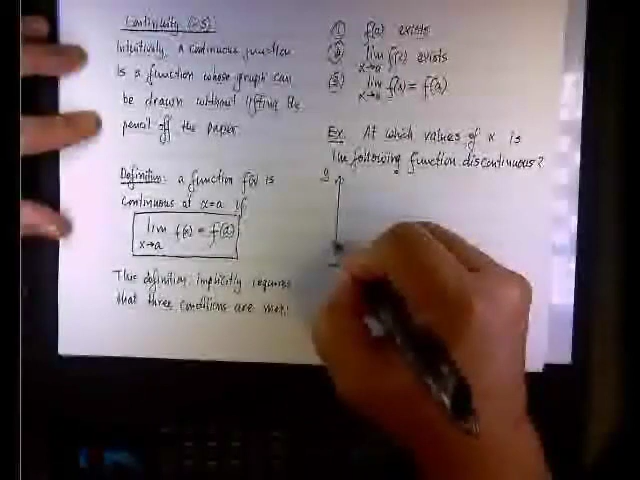 Continuity (2.5)
Intuitively, a continuous function
is a function whose graph can
be drawn without lifting the
pencil off the paper
Definition: a function f(x) is
continuous at x=a if
lim f(x) = f(a)
x→a
This definition implicitly requires
that three conditions are met:
① f(a) exists
② lim f(x) exists
x→a
③ lim f(x) = f(a)
x→a
Ex. At which values of x is
the following function discontinuous?
y